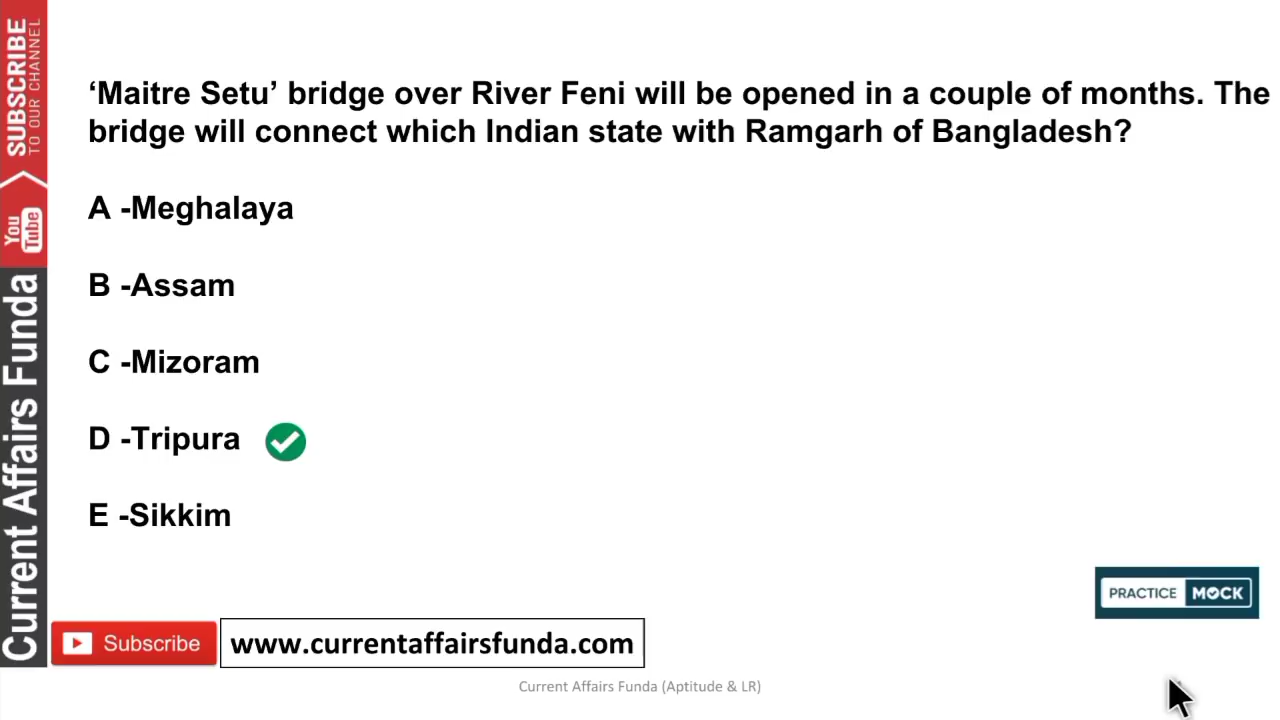 SUBSCRIBE
TO OUR CHANNEL
You
Tube
Current Affairs Funda
‘Maitre Setu’ bridge over River Feni will be opened in a couple of months. The
bridge will connect which Indian state with Ramgarh of Bangladesh?
A -Meghalaya
B -Assam
C -Mizoram
D -Tripura
E -Sikkim
PRACTICE MOCK
Subscribe
www.currentaffairsfunda.com
Current Affairs Funda (Aptitude & LR)